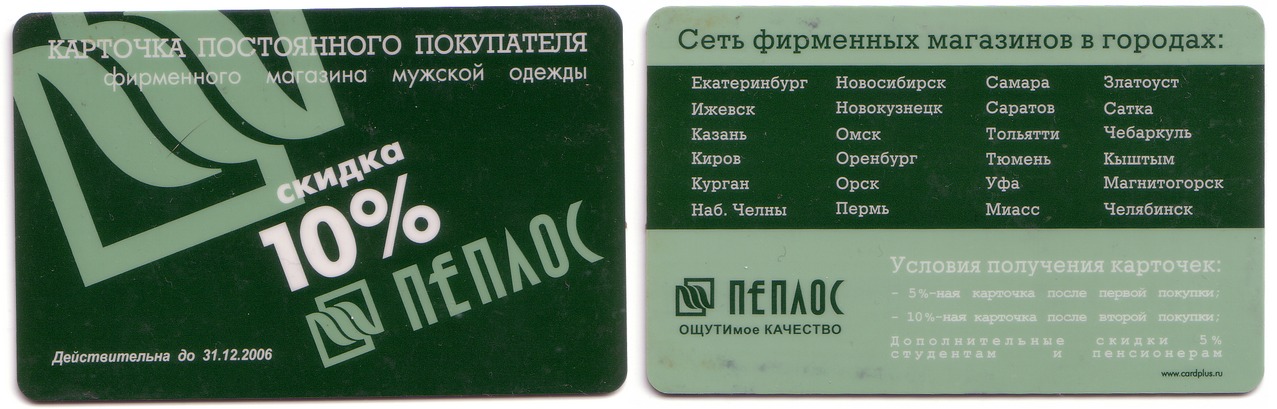 КАРТОЧКА ПОСТОЯННОГО ПОКУПАТЕЛЯ
фирменного магазина мужской одежды
скидка
10%
ПЕПЛОС
Действительна до 31.12.2006
Сеть фирменных магазинов в городах:
Екатеринбург Новосибирск Самара Златоуст
Ижевск Новокузнецк Саратов Сатка
Казань Омск Тольятти Чебаркуль
Киров Оренбург Тюмень Кыштым
Курган Орск Уфа Магнитогорск
Наб. Челны Пермь Миасс Челябинск
ПЕПЛОС
ОЩУТИмое КАЧЕСТВО
Условия получения карточек:
- 5%-ная карточка после первой покупки;
- 10%-ная карточка после второй покупки;
Дополнительные скидки 5%
студентам и пенсионерам
www.cardplus.ru